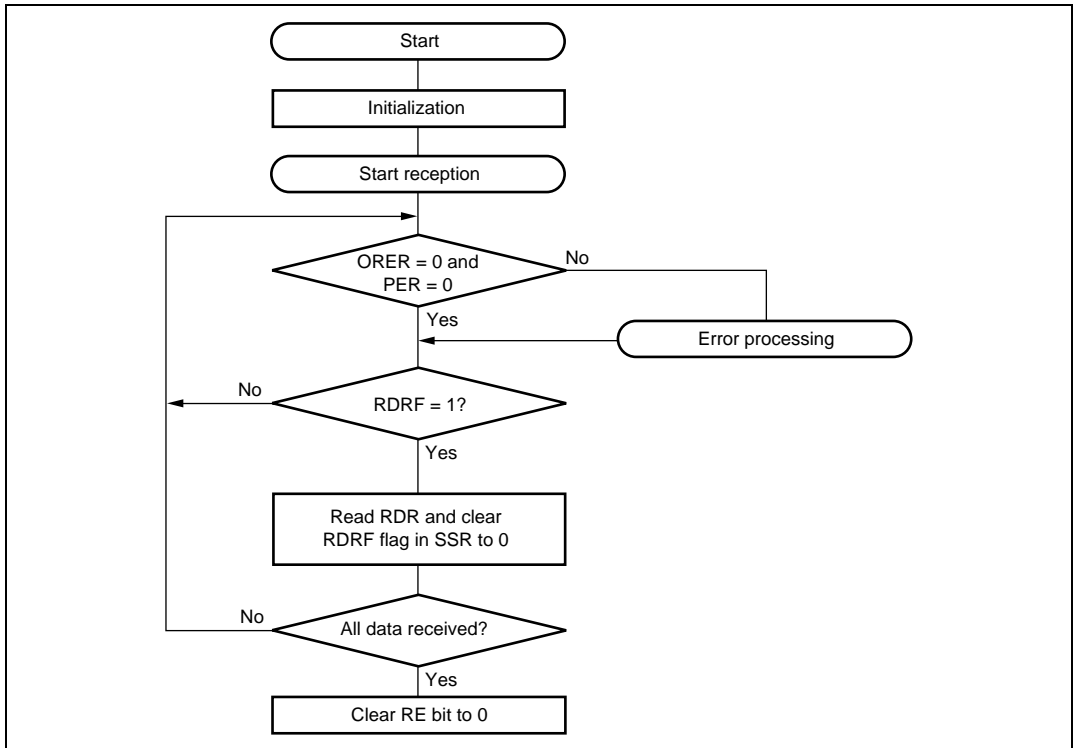 Start
Initialization
Start reception
ORER = 0 and
PER = 0
No
Yes
Error processing
No
RDRF = 1?
Yes
Read RDR and clear
RDRF flag in SSR to 0
No
All data received?
Yes
Clear RE bit to 0